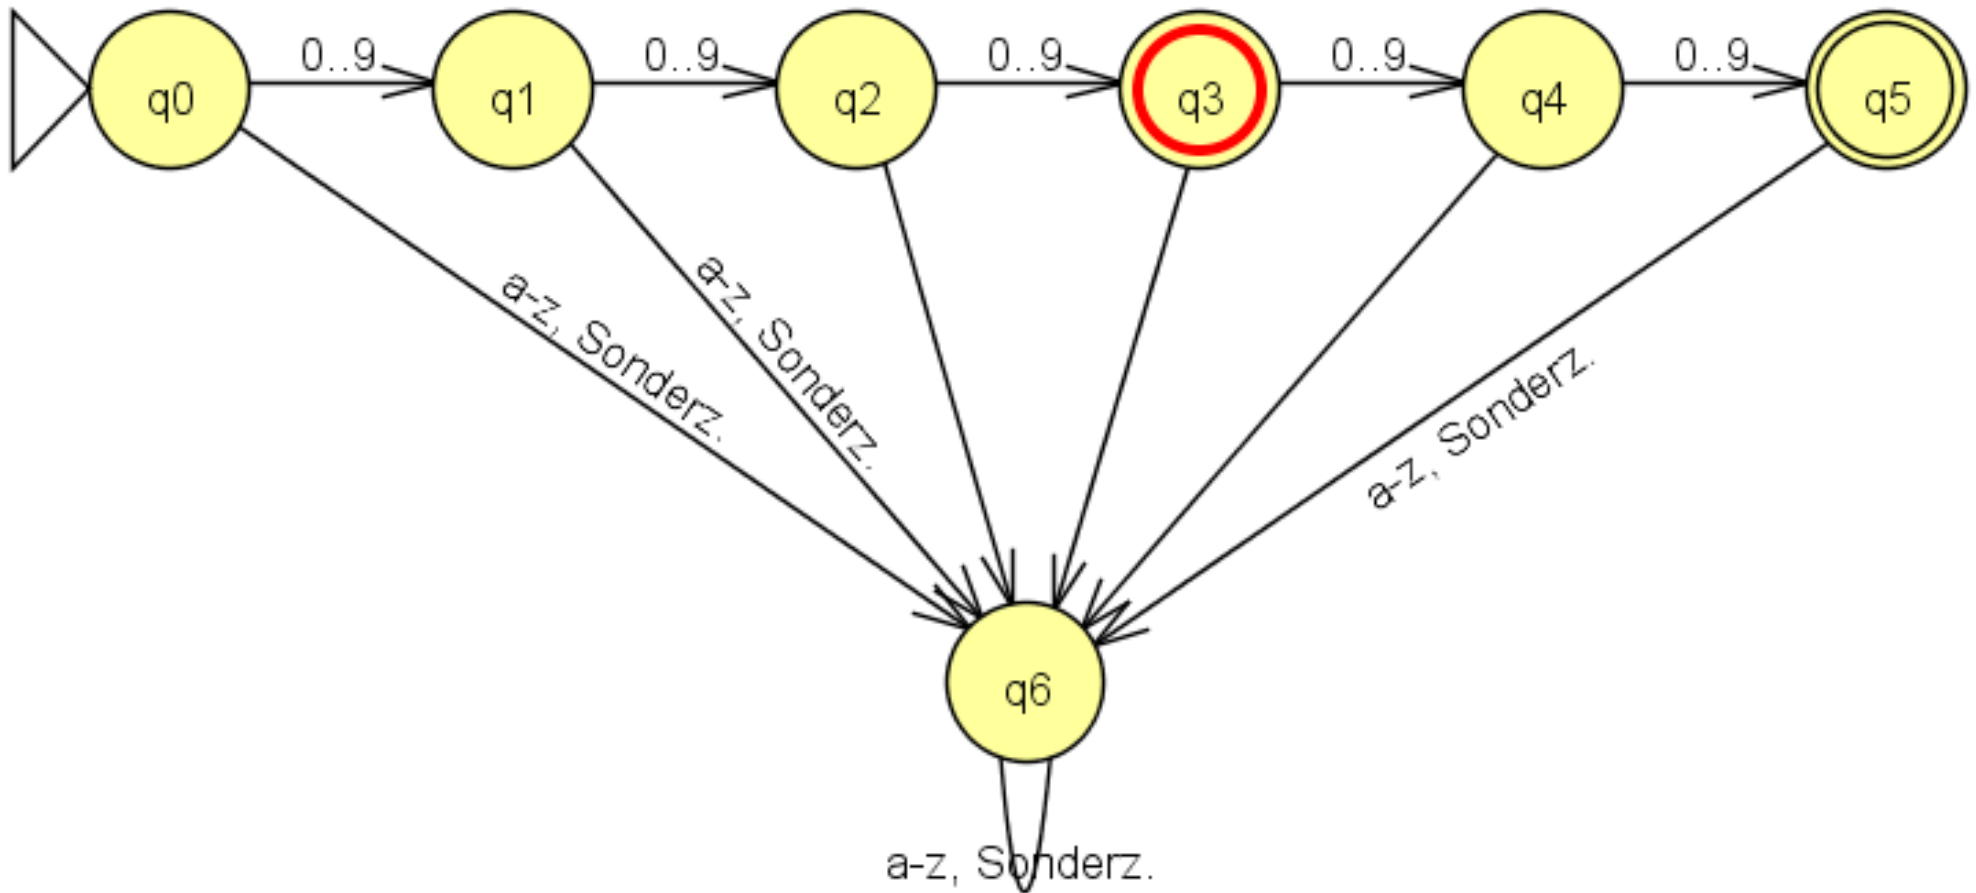 0..9
0..9
0..9
0..9
0..9
q0
q1
q2
q3
q4
q5
a-z, Sonderz.
a-z, Sonderz.
a-z, Sonderz.
q6
a-z, Sonderz.